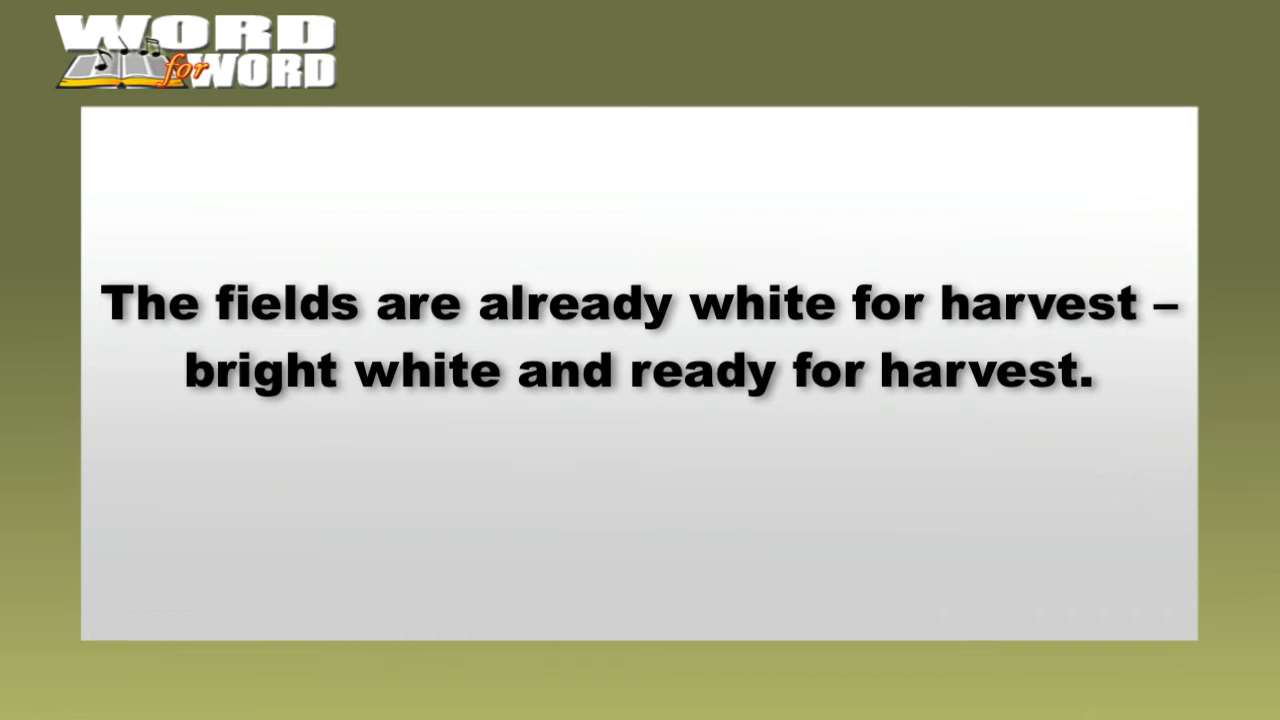 WORD
for WORD
The fields are already white for harvest –
bright white and ready for harvest.